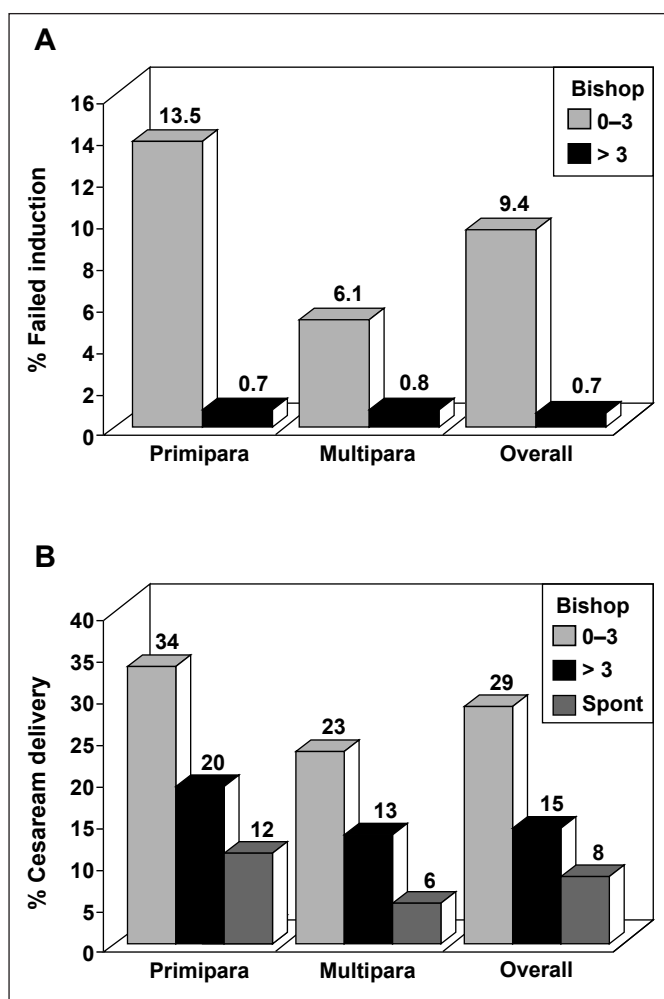 A
Bishop
0–3
> 3
% Failed induction
16
14
12
10
8
6
4
2
0
13.5
0.7
6.1
0.8
9.4
0.7
Primipara
Multipara
Overall
B
Bishop
0–3
> 3
Spont
% Cesaream delivery
40
35
30
25
20
15
10
5
0
34
20
12
23
13
6
29
15
8
Primipara
Multipara
Overall